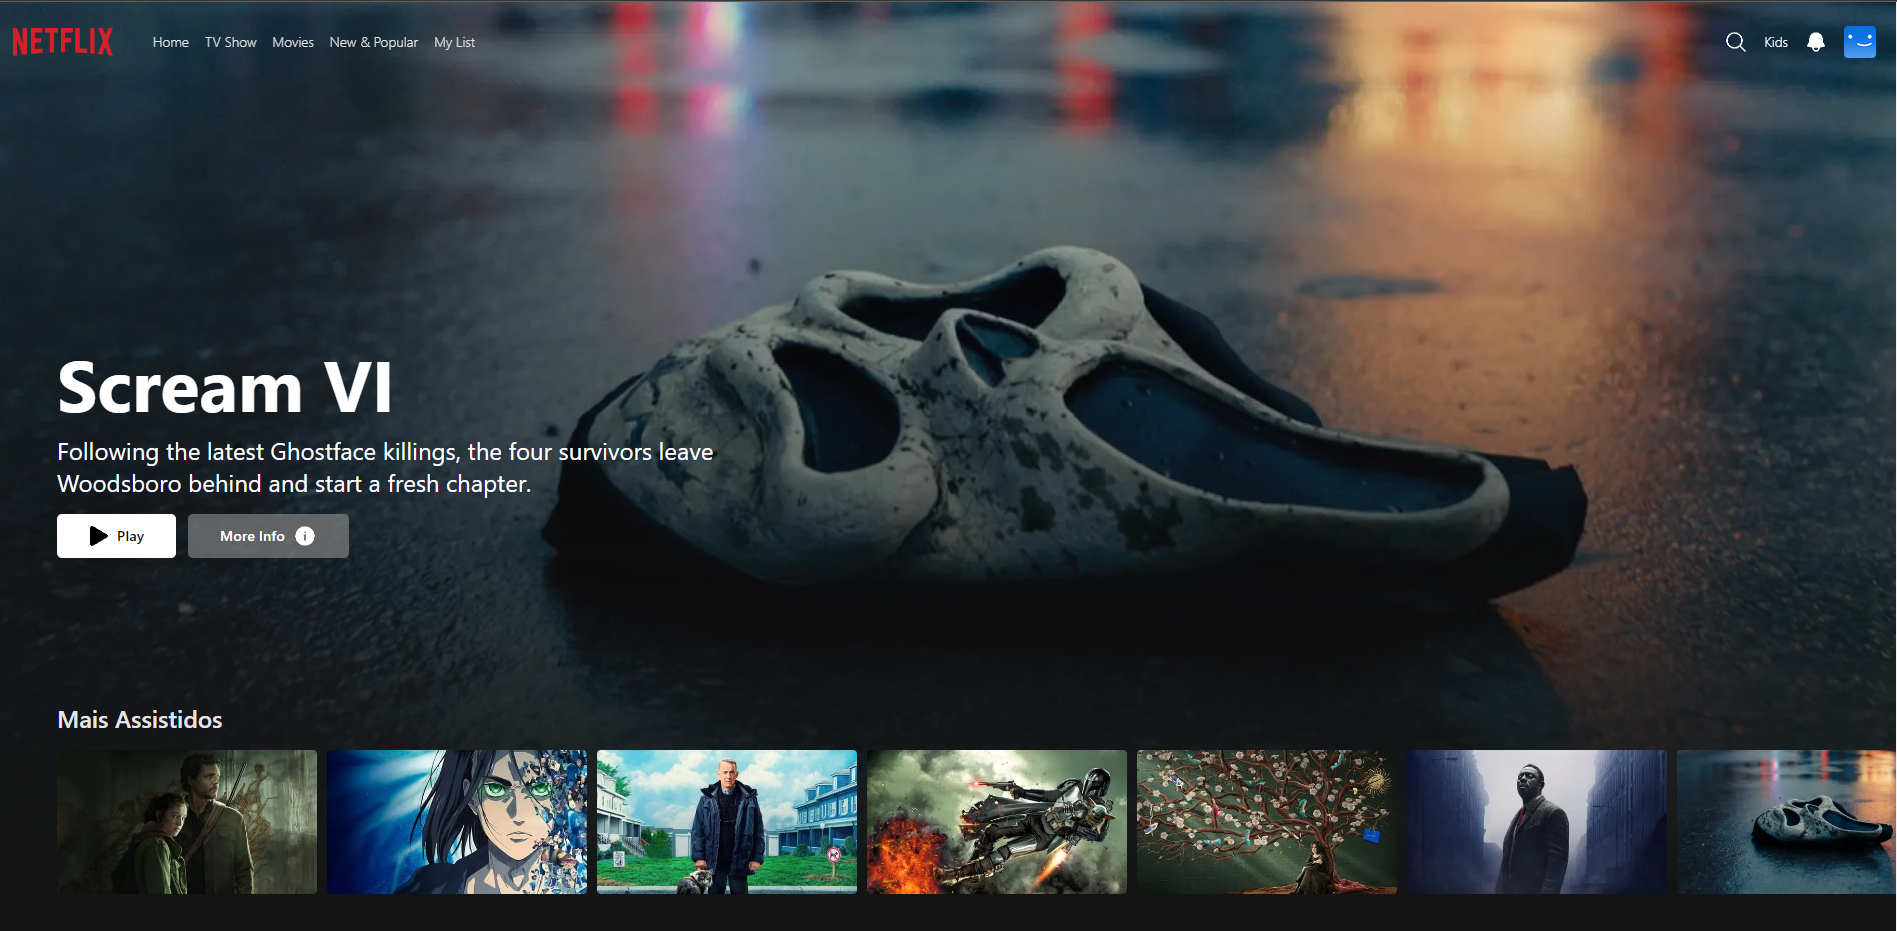 NETFLIX
Home TV Show Movies New & Popular My List
Kids
Scream VI
Following the latest Ghostface killings, the four survivors leave
Woodsboro behind and start a fresh chapter.
Play
More Info i
Mais Assistidos